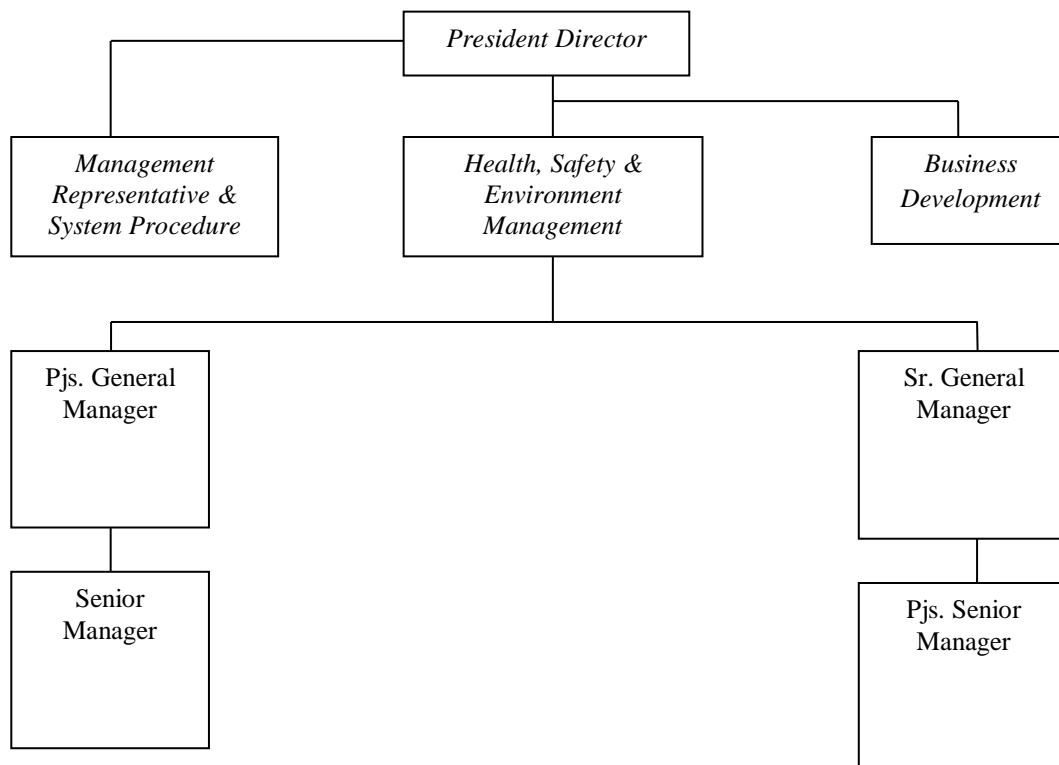 President Director
Management
Representative &
System Procedure
Health, Safety &
Environment
Management
Business
Development
Pjs. General
Manager
Sr. General
Manager
Senior
Manager
Pjs. Senior
Manager